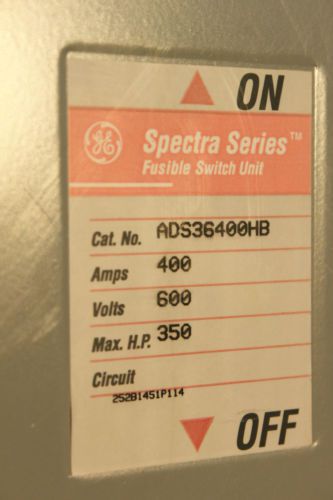 ON
GE
Spectra Series™
Fusible Switch Unit
Cat. No. ADS36400HB
Amps 400
Volts 600
Max. H.P. 350
Circuit
252B1451P114
OFF